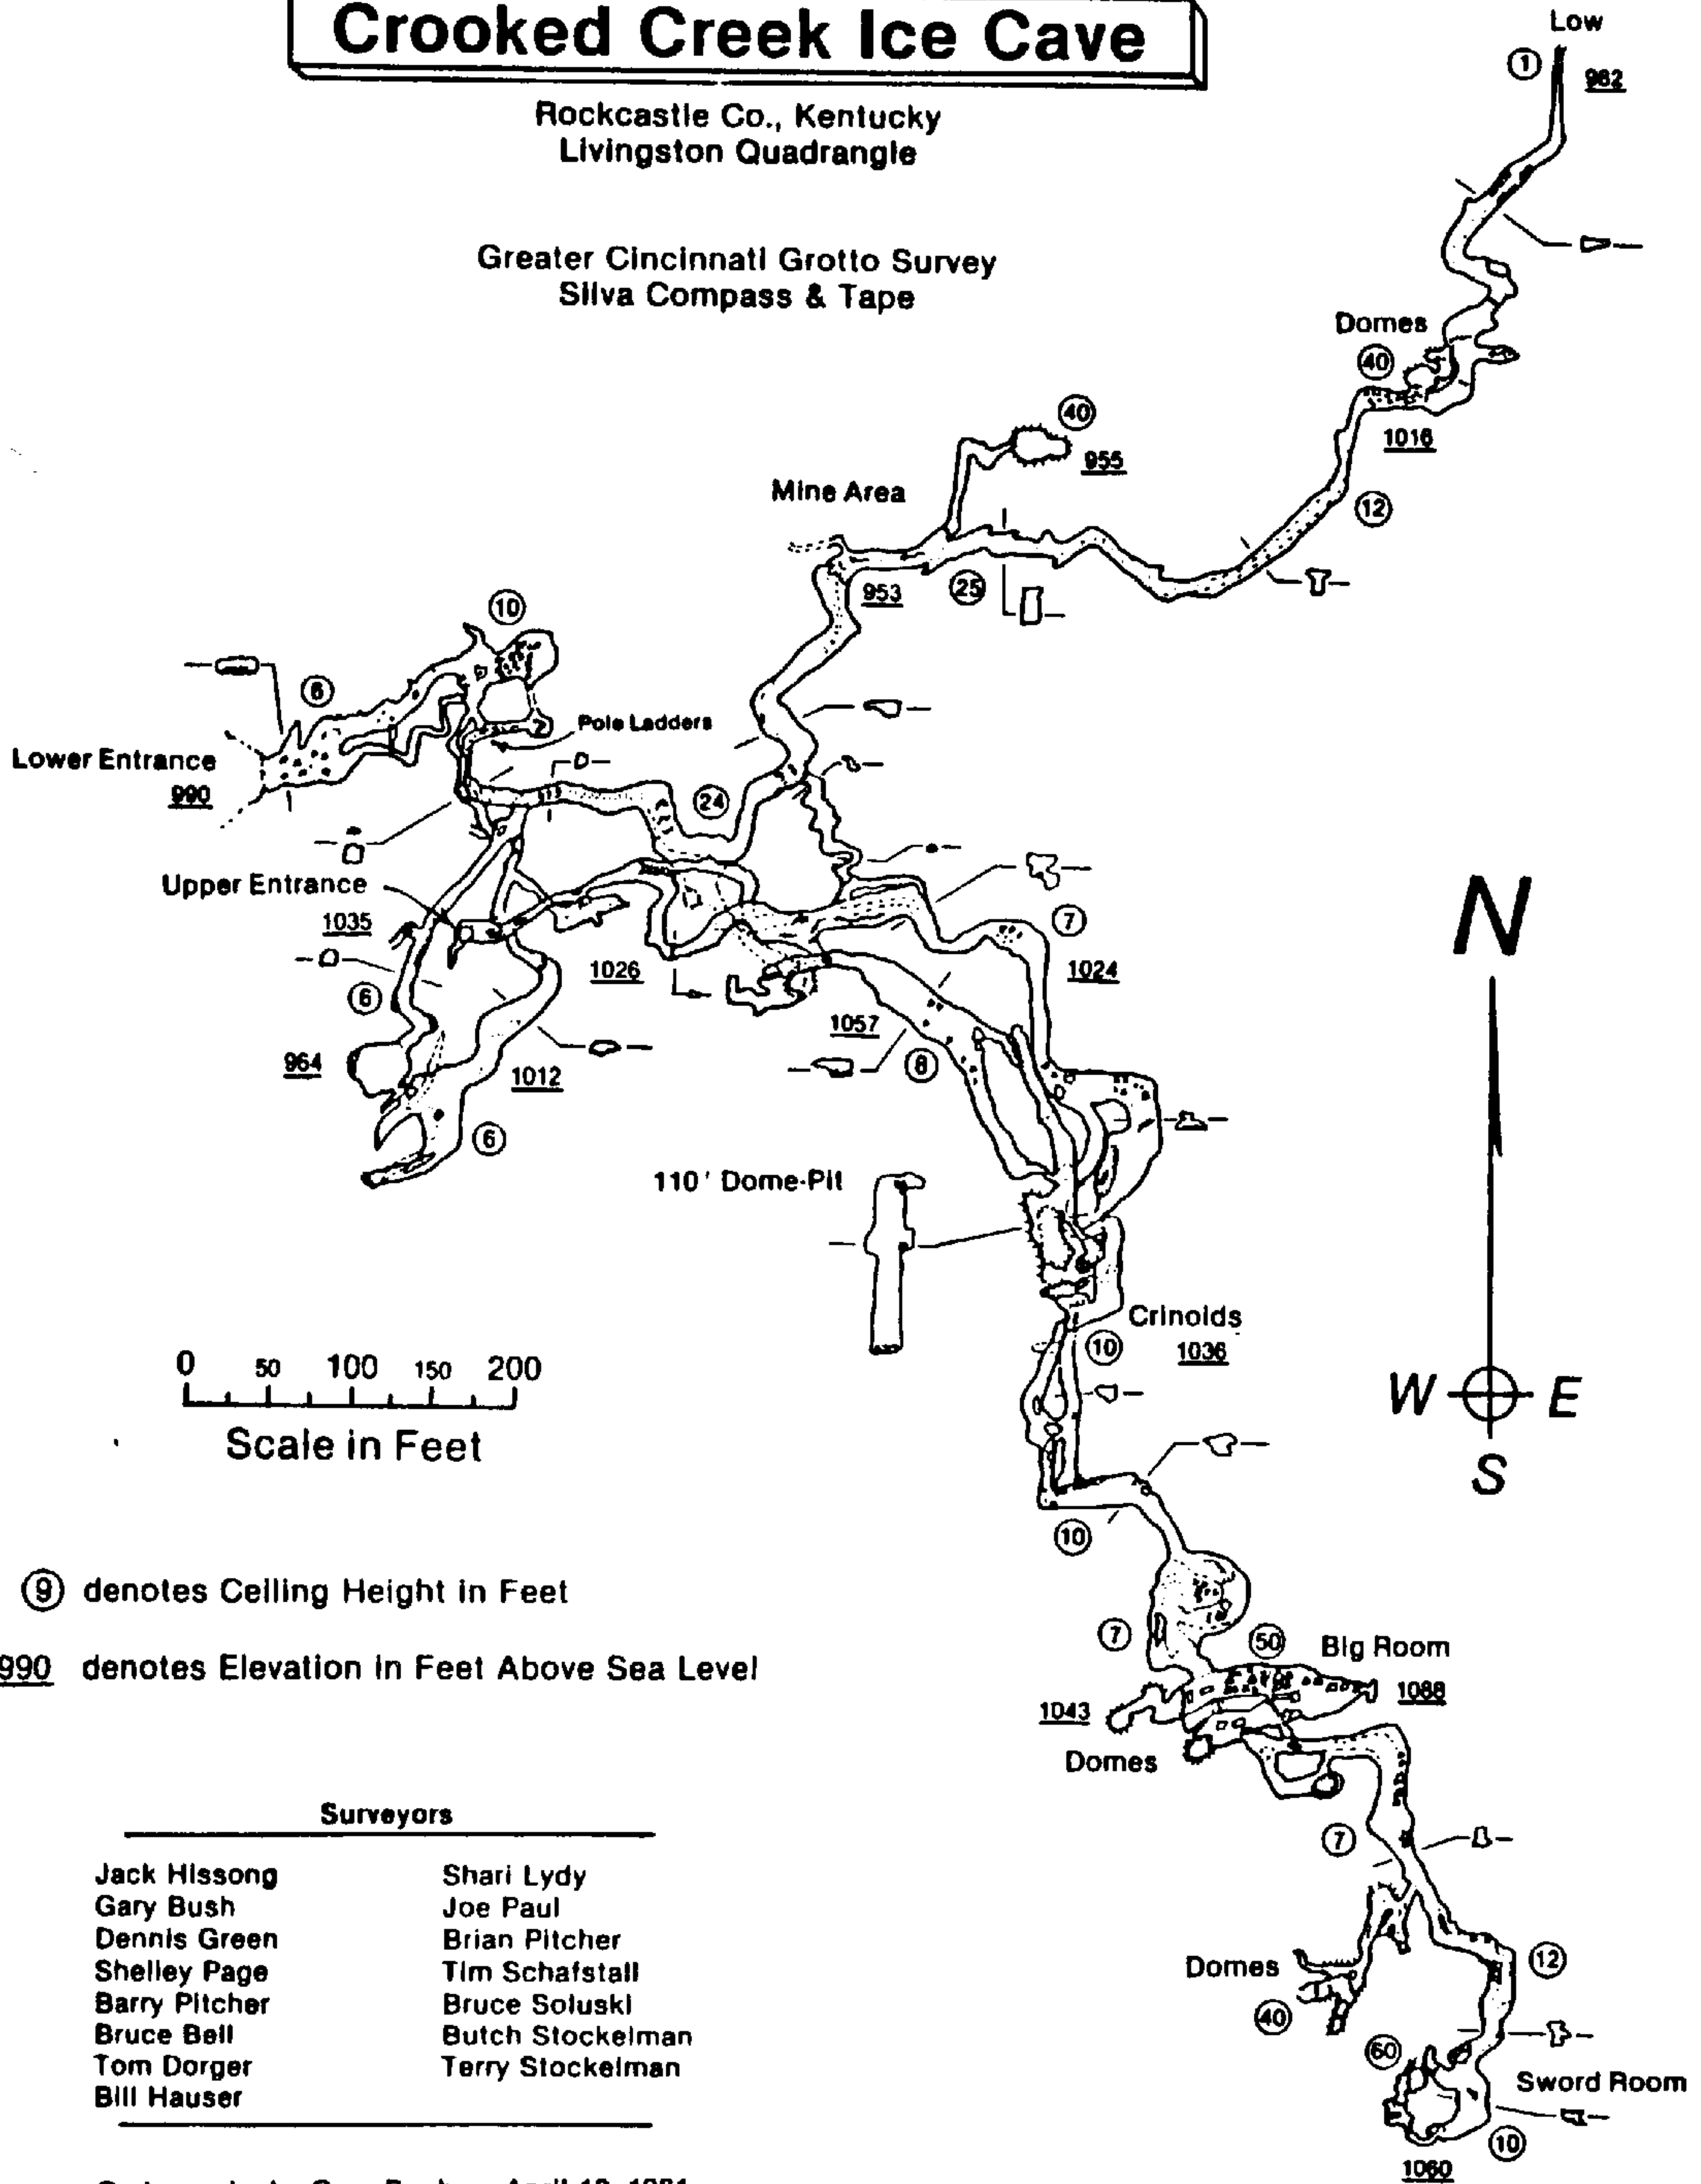 Crooked Creek Ice Cave
Rockcastle Co., Kentucky
Livingston Quadrangle
Greater Cincinnati Grotto Survey
Silva Compass & Tape
Low
1
982
Domes
40
1016
12
40
955
Mine Area
953
25
10
6
Pole Ladders
Lower Entrance
990
24
Upper Entrance
1035
6
964
1012
6
1026
1057
8
7
1024
N
W E
S
110' Dome-Pit
Crinoids
10
1036
0 50 100 150 200
Scale in Feet
10
9 denotes Ceiling Height in Feet
990 denotes Elevation in Feet Above Sea Level
7
50
Big Room
1088
1043
Domes
7
Domes
40
12
60
Sword Room
10
1060
Surveyors
Jack Hissong
Gary Bush
Dennis Green
Shelley Page
Barry Pitcher
Bruce Bell
Tom Dorger
Bill Hauser
Shari Lydy
Joe Paul
Brian Pitcher
Tim Schafstall
Bruce Soluski
Butch Stockelman
Terry Stockelman